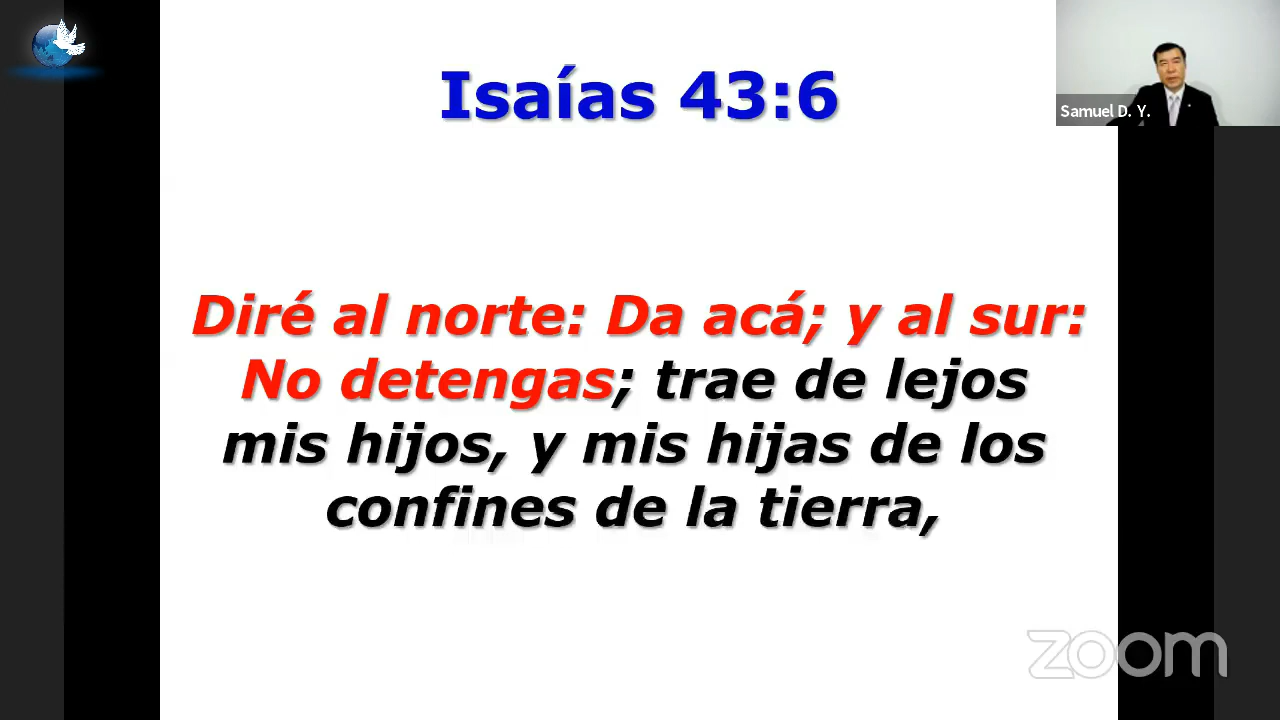 Isaías 43:6
Samuel D. Y.
Diré al norte: Da acá; y al sur:
No detengas; trae de lejos
mis hijos, y mis hijas de los
confines de la tierra,
zoom